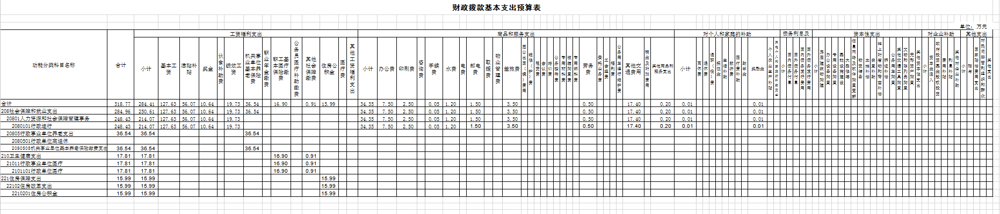 财政拨款基本支出预算表
单位：万元
功能分类科目名称 合计 工资福利支出 商品和服务支出 对个人和家庭的补助 债务利息及 资本性支出 对企业补助 其他支出
小计 基本工资 津贴补贴 奖金 伙食补助费 绩效工资 机关事业单位基本养老保险费 职业年金缴费 职工基本医疗保险缴费 公务员医疗补助缴费 其他社会保障缴费 住房公积金 医疗费 其他工资福利支出
小计 办公费 印刷费 咨询费 手续费 水费 电费 邮电费 取暖费 物业管理费 差旅费 因公出国（境）费用 维修（护）费 租赁费 会议费 培训费 公务接待费 专用材料费 被装购置费 专用燃料费 劳务费 委托业务费 工会经费 福利费 公务用车运行维护费 其他交通费用 税金及附加费用 其他商品和服务支出
小计 离休费 退休费 退职（役）费 抚恤金 生活补助 救济费 医疗费补助 助学金 奖励金 个人农业生产补贴 其他个人和家庭的补助支出
小计 国内债务付息 国外债务付息 国内债务发行费用 国外债务发行费用
小计 房屋建筑物购建 办公设备购置 专用设备购置 基础设施建设 大型修缮 信息网络及软件购置更新 物资储备 土地补偿 安置补助 地上附着物和青苗补偿 拆迁补偿 公务用车购置 其他交通工具购置 文物和陈列品购置 无形资产购置 其他资本性支出
小计 资本金注入 政府投资基金股权投资 费用补贴 利息补贴 其他对企业补助
小计 赠与 国家赔偿费用支出 对民间非营利组织和群众 其他支出
合计 318.77 284.41 127.63 56.07 10.64 19.73 36.54 16.90 0.91 15.99 34.35 7.50 2.50 0.05 1.20 1.50 3.50 0.50 17.40 0.20 0.01 0.01
208社会保障和就业支出 284.96 250.61 127.63 56.07 10.64 19.73 36.54 34.35 7.50 2.50 0.05 1.20 1.50 3.50 0.50 17.40 0.20 0.01 0.01
20801人力资源和社会保障管理事务 248.43 214.07 127.63 56.07 10.64 19.73 34.35 7.50 2.50 0.05 1.20 1.50 3.50 0.50 17.40 0.20 0.01 0.01
2080101行政运行 248.43 214.07 127.63 56.07 10.64 19.73 34.35 7.50 2.50 0.05 1.20 1.50 3.50 0.50 17.40 0.20 0.01 0.01
20805行政事业单位养老支出 36.54 36.54 36.54
2080501行政单位离退休
2080505机关事业单位基本养老保险缴费支出 36.54 36.54 36.54
210卫生健康支出 17.81 17.81 16.90 0.91
21011行政事业单位医疗 17.81 17.81 16.90 0.91
2101101行政单位医疗 17.81 17.81 16.90 0.91
221住房保障支出 15.99 15.99 15.99
22102住房改革支出 15.99 15.99 15.99
2210201住房公积金 15.99 15.99 15.99